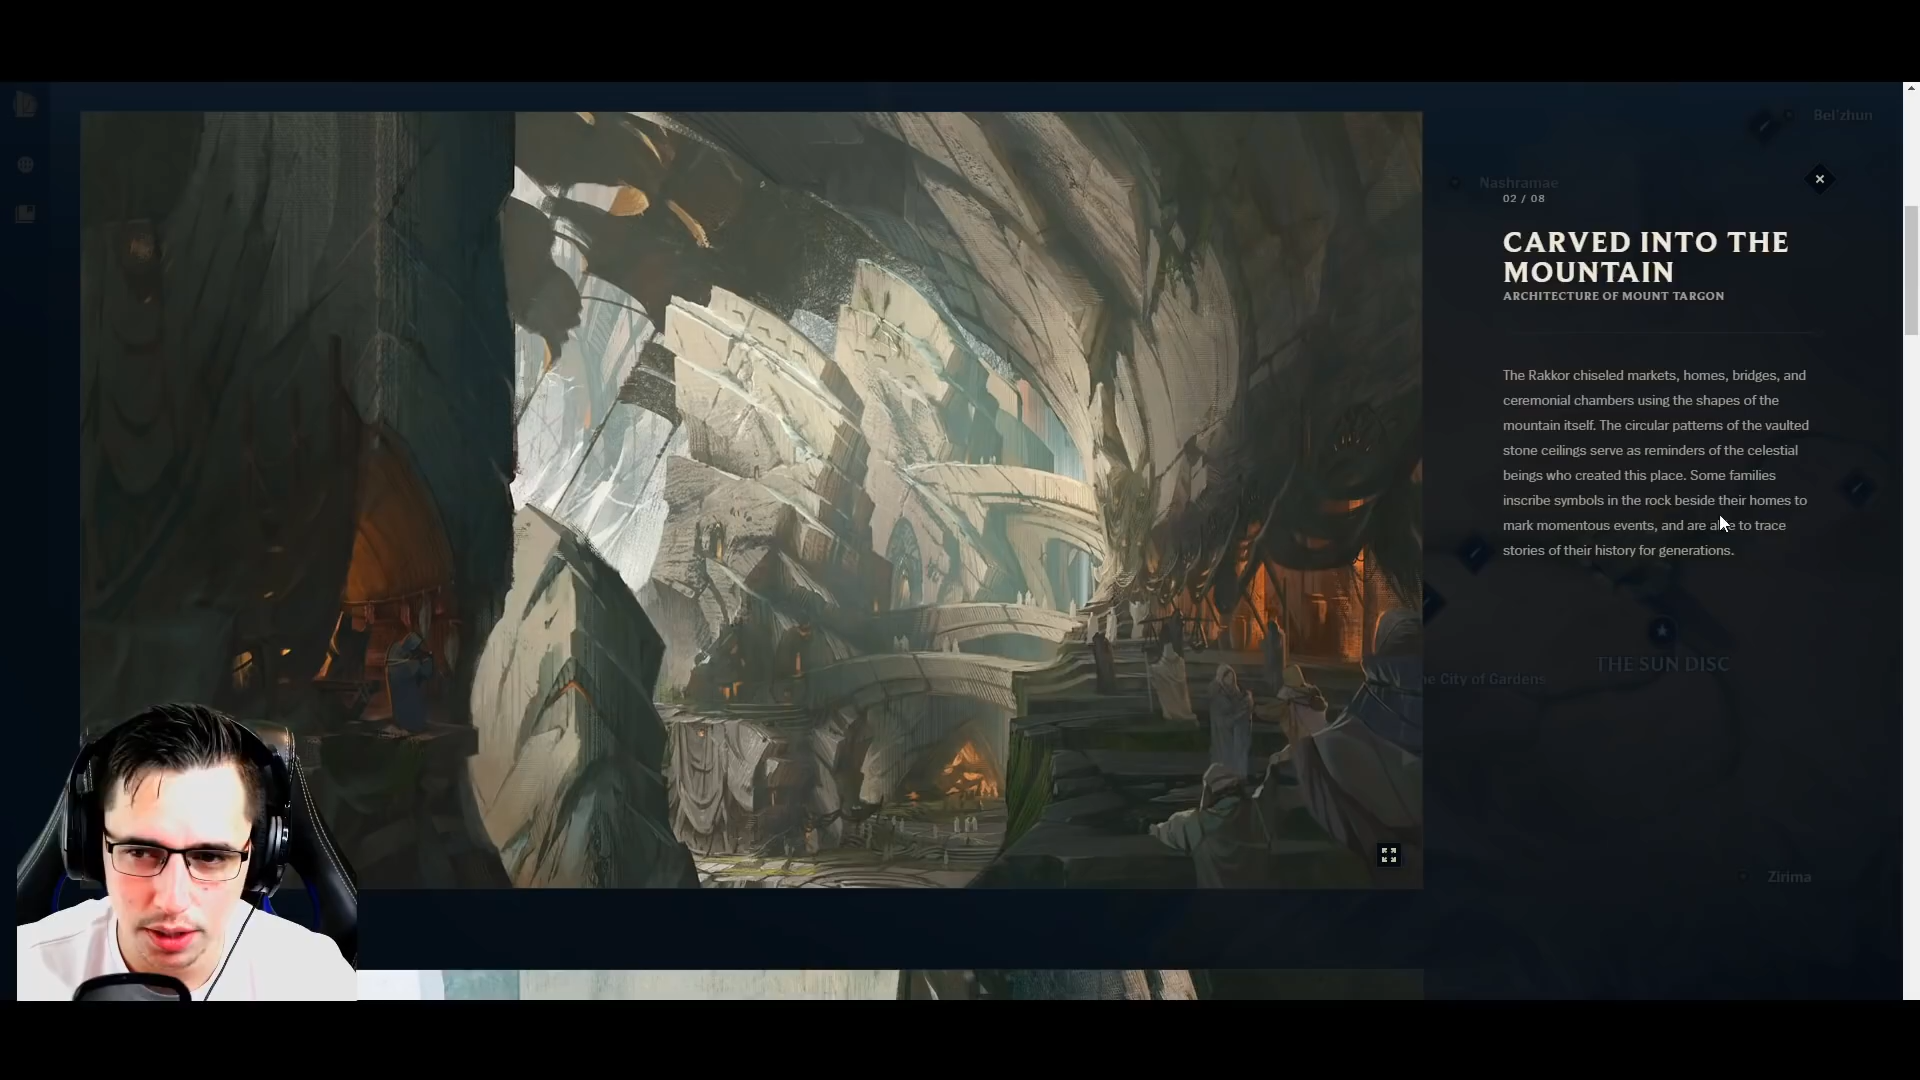 Bel'zhun
Nashramae
02 / 08
CARVED INTO THE
MOUNTAIN
ARCHITECTURE OF MOUNT TARGON
The Rakkor chiseled markets, homes, bridges, and
ceremonial chambers using the shapes of the
mountain itself. The circular patterns of the vaulted
stone ceilings serve as reminders of the celestial
beings who created this place. Some families
inscribe symbols in the rock beside their homes to
mark momentous events, and are able to trace
stories of their history for generations.
THE SUN DISC
he City of Gardens
Zirima